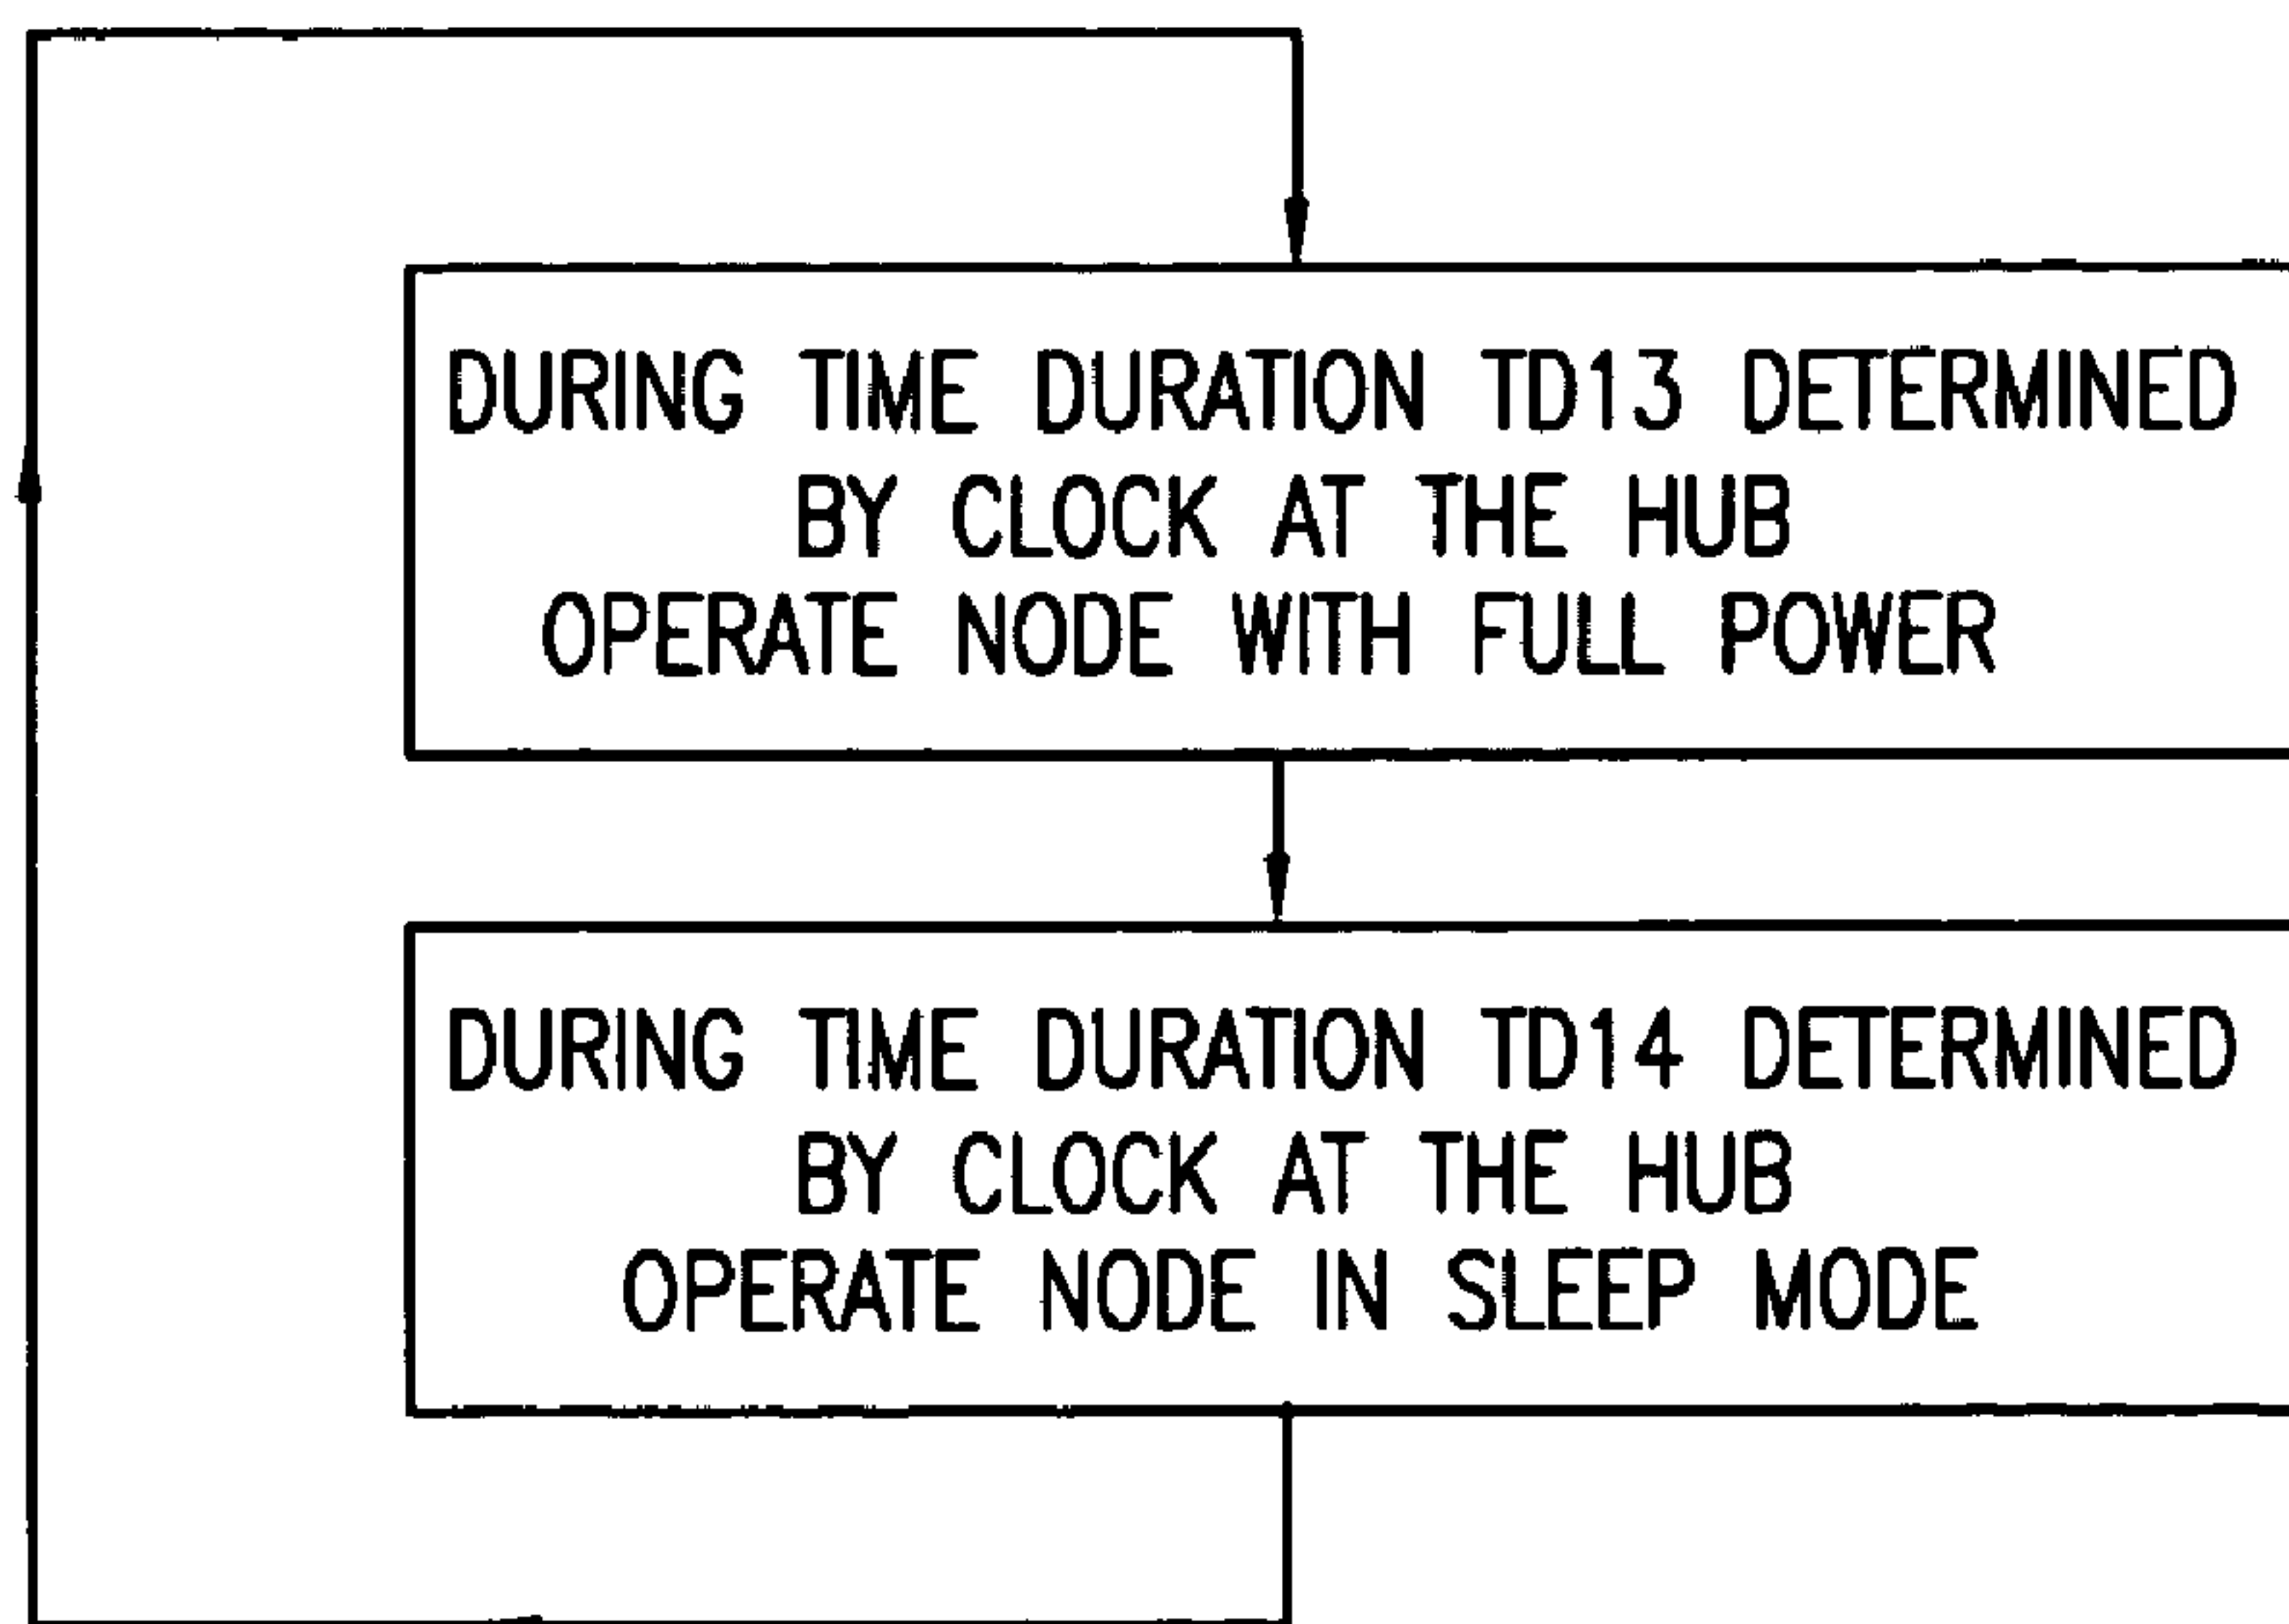 DURING TIME DURATION TD13 DETERMINED
BY CLOCK AT THE HUB
OPERATE NODE WITH FULL POWER
DURING TIME DURATION TD14 DETERMINED
BY CLOCK AT THE HUB
OPERATE NODE IN SLEEP MODE